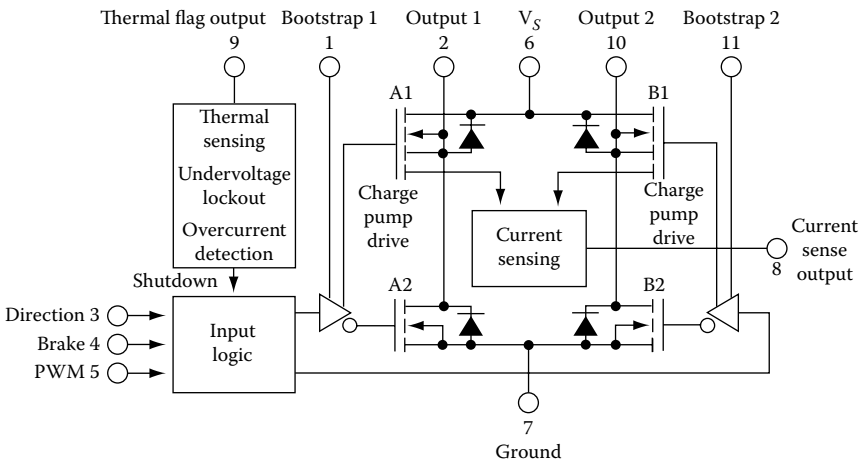 Thermal flag output
9
Bootstrap 1
1
Output 1
2
V_S
6
Output 2
10
Bootstrap 2
11
A1
B1
Thermal
sensing
Undervoltage
lockout
Overcurrent
detection
Charge
pump
drive
Current
sensing
Charge
pump
drive
Current
sense
output
8
Shutdown
A2
B2
Direction 3
Brake 4
PWM 5
Input
logic
7
Ground